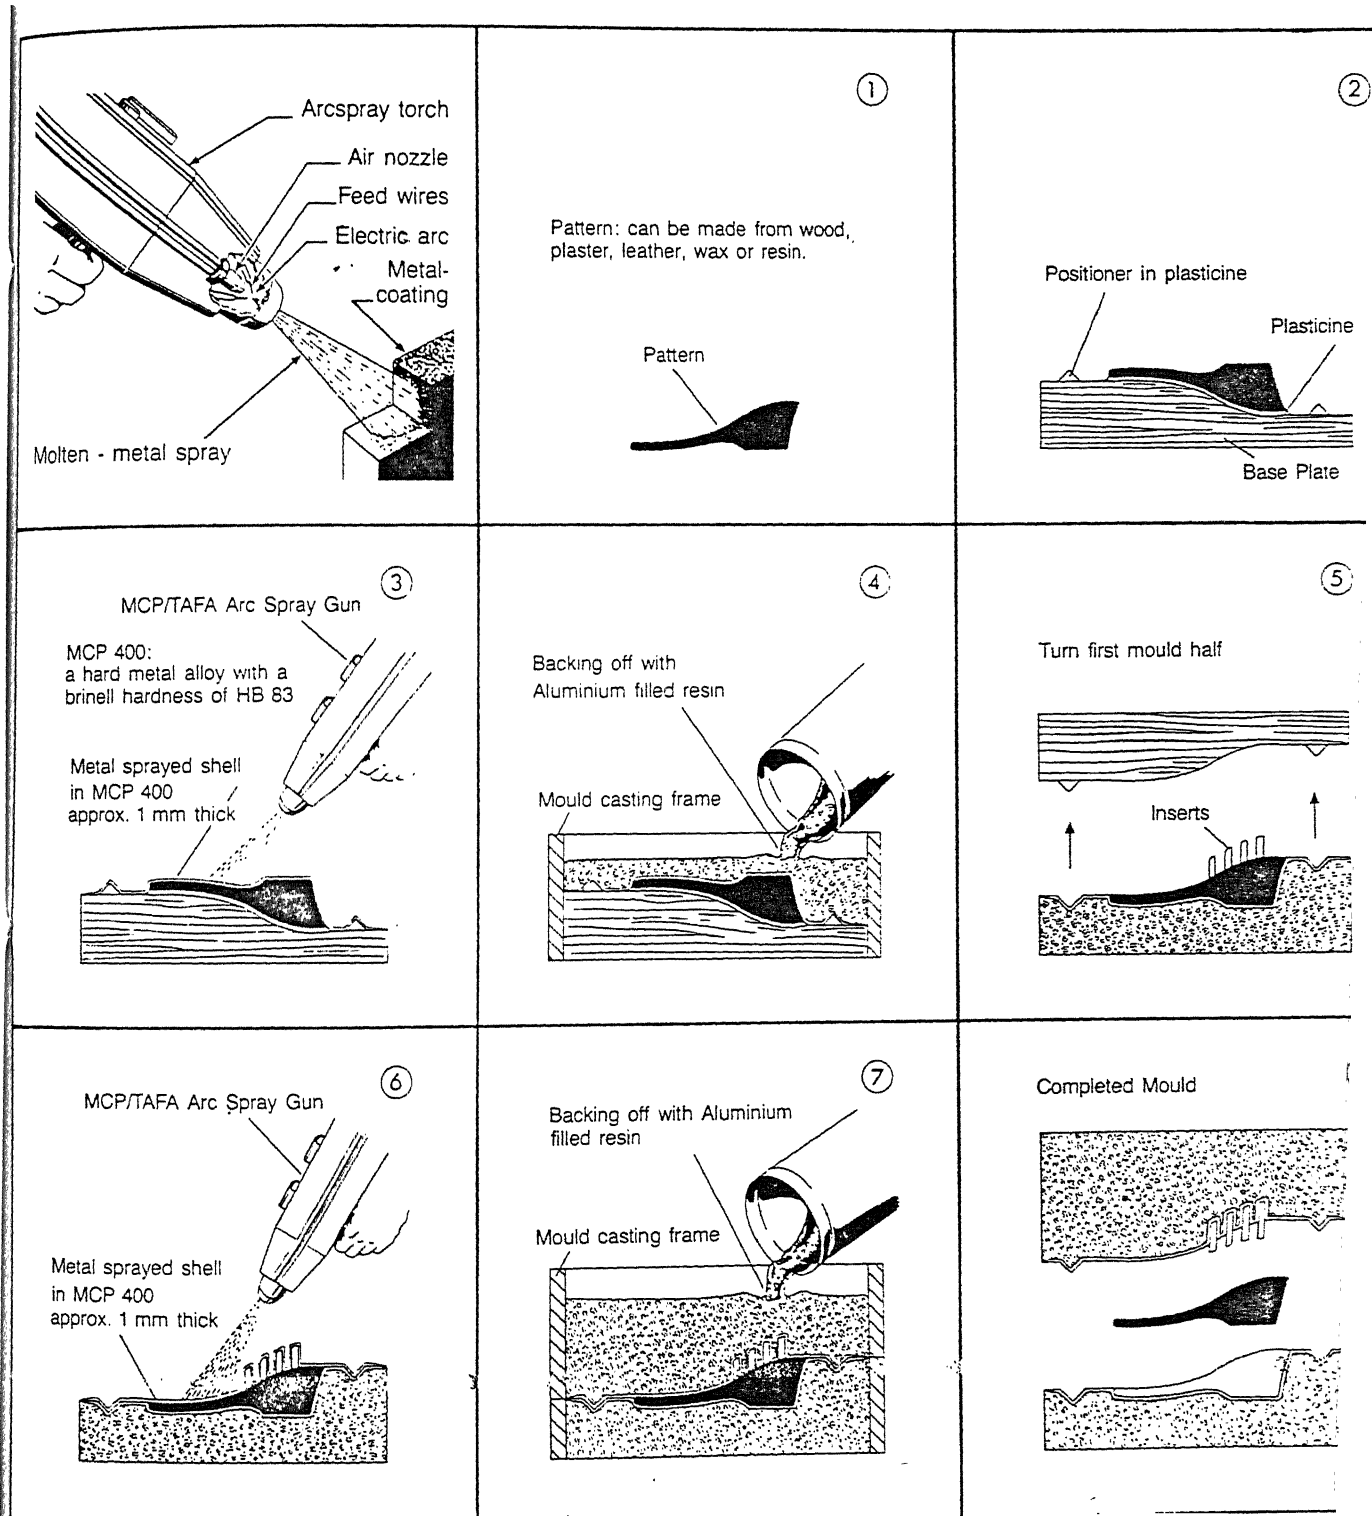 Arcspray torch
Air nozzle
Feed wires
Electric arc
Metal-
coating
Molten - metal spray
1
Pattern: can be made from wood,
plaster, leather, wax or resin.
Pattern
2
Positioner in plasticine
Plasticine
Base Plate
3
MCP/TAFA Arc Spray Gun
MCP 400:
a hard metal alloy with a
brinell hardness of HB 83
Metal sprayed shell
in MCP 400
approx. 1 mm thick
4
Backing off with
Aluminium filled resin
Mould casting frame
5
Turn first mould half
Inserts
6
MCP/TAFA Arc Spray Gun
Metal sprayed shell
in MCP 400
approx. 1 mm thick
7
Backing off with Aluminium
filled resin
Mould casting frame
Completed Mould